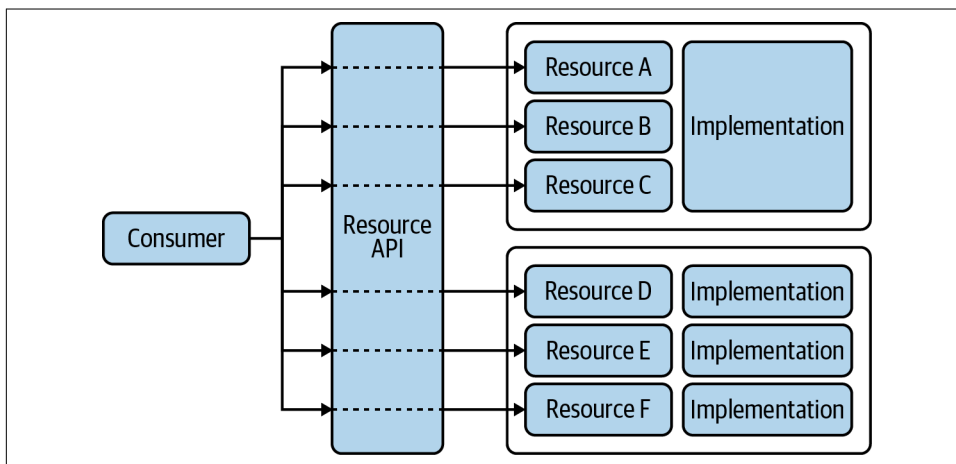 Resource A
Resource B
Implementation
Resource C
Consumer
Resource
API
Resource D
Implementation
Resource E
Implementation
Resource F
Implementation